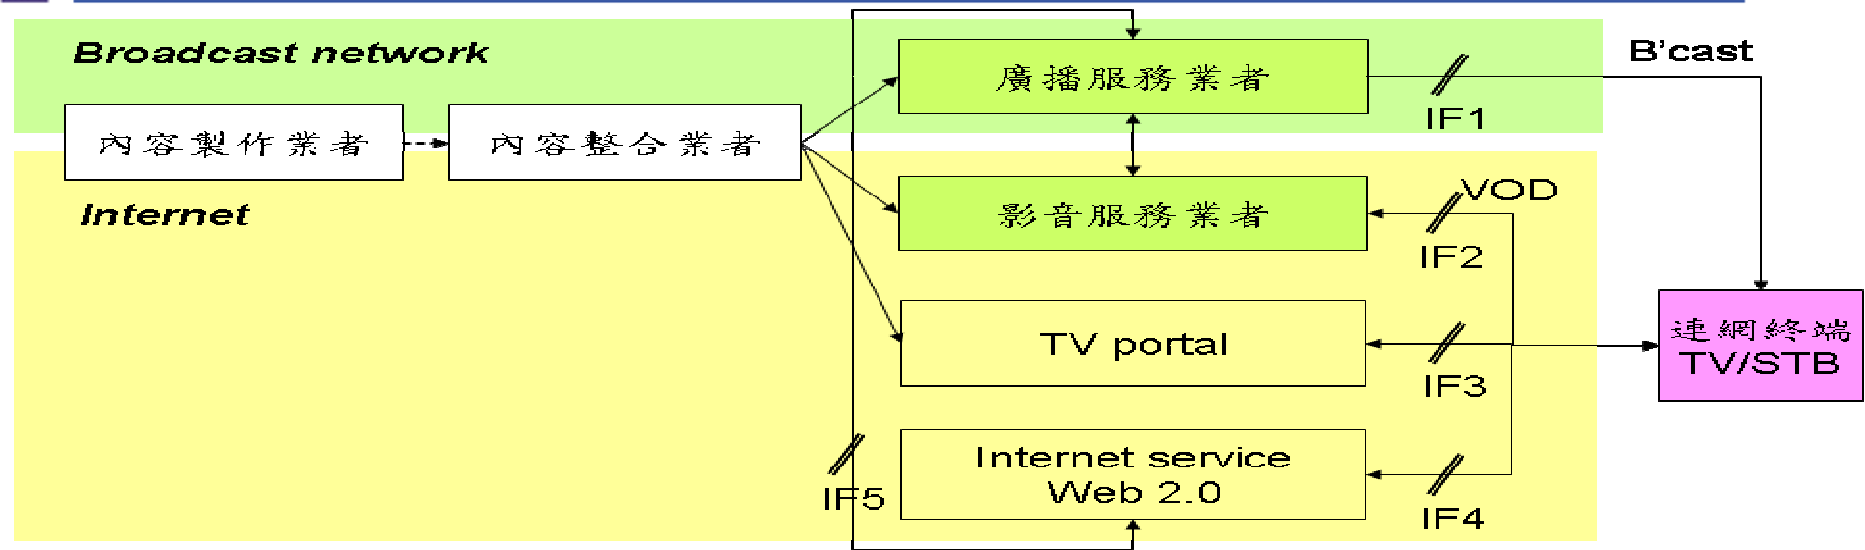 Broadcast network
B'cast
廣播服務業者
IF1
內容製作業者
內容整合業者
Internet
影音服務業者
VOD
IF2
TV portal
IF3
連網終端
TV/STB
Internet service
Web 2.0
IF5
IF4